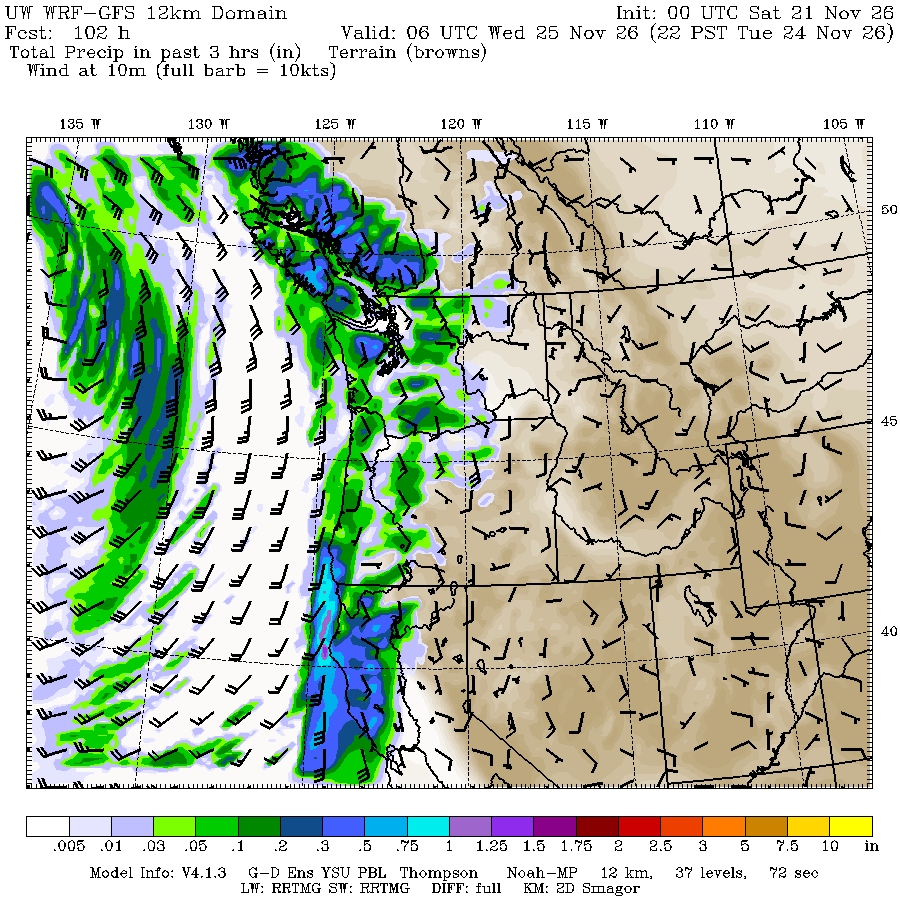 UW WRF-GFS 12km Domain Init: 00 UTC Sat 21 Nov 26
Fcst: 102 h Valid: 06 UTC Wed 25 Nov 26 (22 PST Tue 24 Nov 26)
Total Precip in past 3 hrs (in) Terrain (browns)
Wind at 10m (full barb = 10kts)
135 W 130 W 125 W 120 W 115 W 110 W 105 W
50
45
40
.005 .01 .03 .05 .1 .2 .3 .5 .75 1 1.25 1.5 1.75 2 2.5 3 5 7.5 10 in
Model Info: V4.1.3 G-D Ens YSU PBL Thompson Noah-MP 12 km, 37 levels, 72 sec
LW: RRTMG SW: RRTMG DIFF: full KM: 2D Smagor